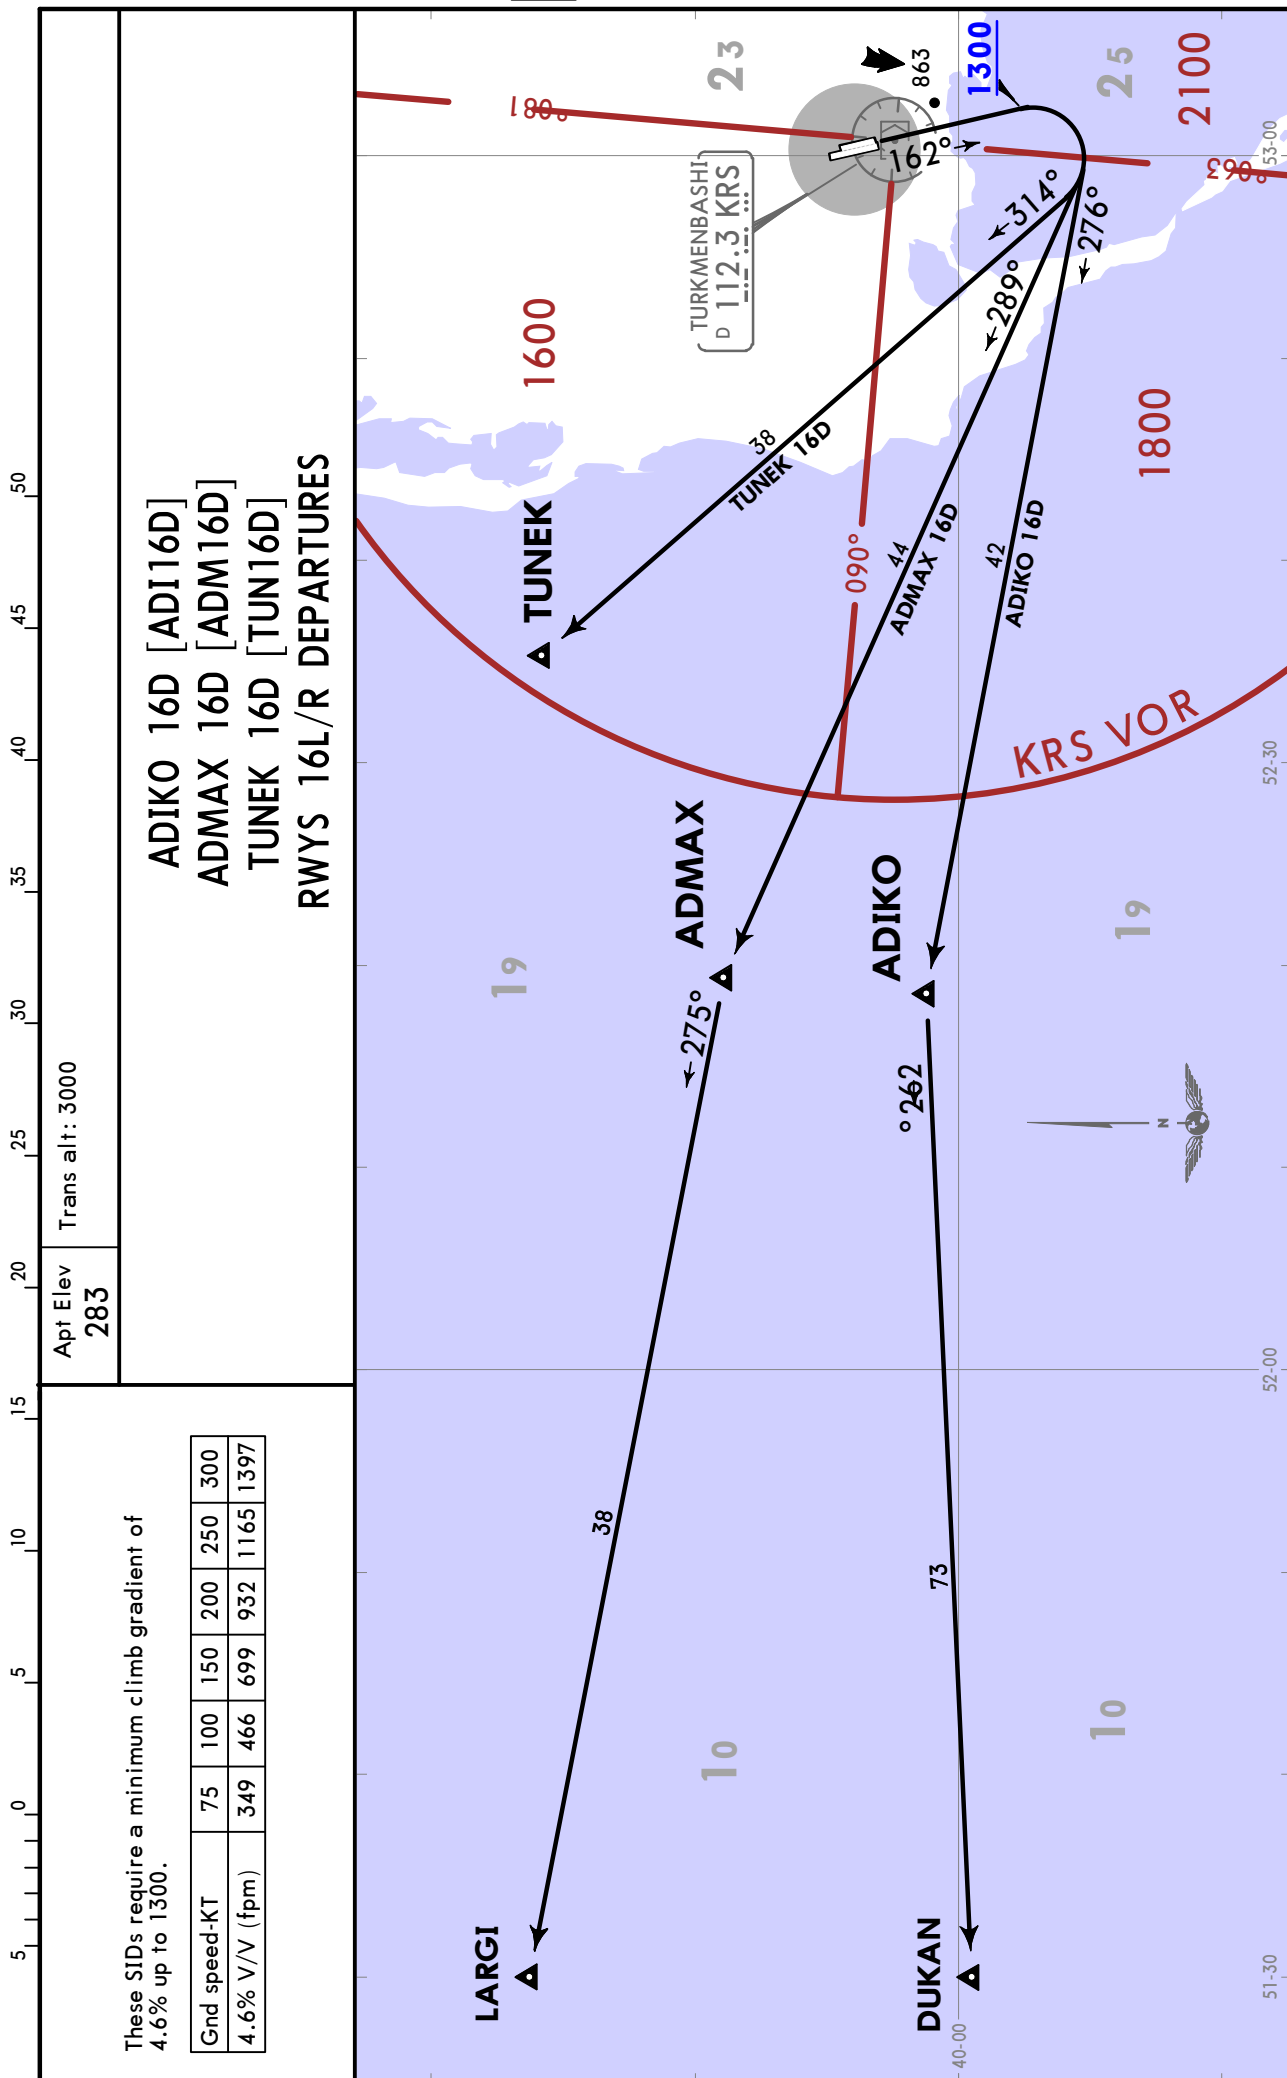 5 0 5 10 15 20 25 30 35 40 45 50
Apt Elev
283
Trans alt: 3000
ADIKO 16D [ADI16D]
ADMAX 16D [ADM16D]
TUNEK 16D [TUN16D]
RWYS 16L/R DEPARTURES
These SIDs require a minimum climb gradient of
4.6% up to 1300.
Gnd speed-KT 75 100 150 200 250 300
4.6% V/V (fpm) 349 466 699 932 1165 1397
081°
23
863
1300
25
2100
TURKMENBASHI
D 112.3 KRS
162°
53-00
063°
314°
276°
289°
1600
1800
38
TUNEK 16D
TUNEK
090°
44
ADMAX 16D
42
ADIKO 16D
KRS VOR
52-30
ADMAX
ADIKO
19
19
275°
262°
N
52-00
38
73
10
10
LARGI
DUKAN
40-00
51-30